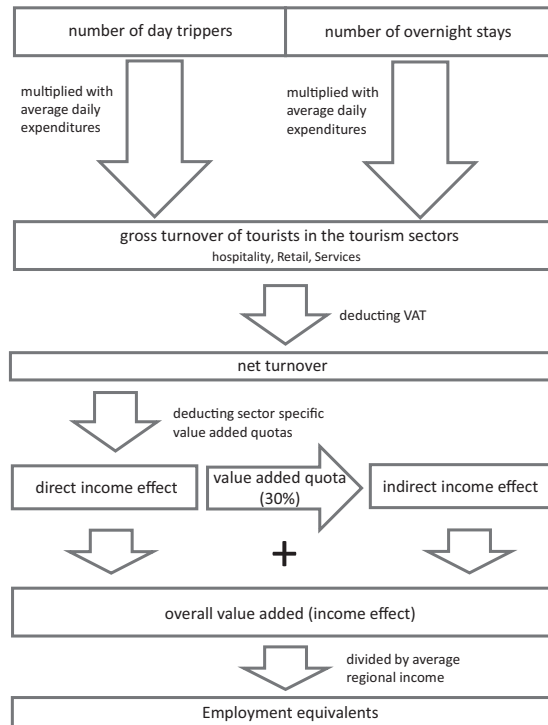 number of day trippers
number of overnight stays
multiplied with
average daily
expenditures
multiplied with
average daily
expenditures
gross turnover of tourists in the tourism sectors
hospitality, Retail, Services
deducting VAT
net turnover
deducting sector specific
value added quotas
direct income effect
value added quota
(30%)
indirect income effect
+
overall value added (income effect)
divided by average
regional income
Employment equivalents